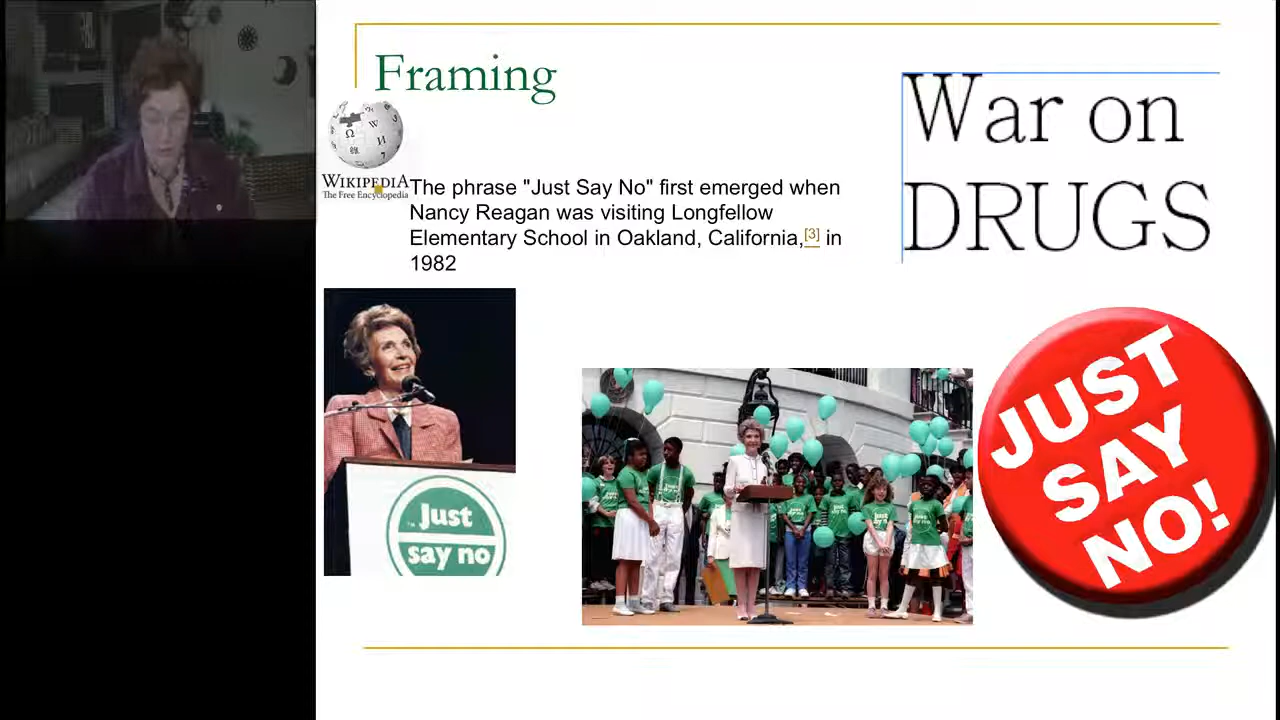 Framing
War on
DRUGS
WIKIPEDIA
The Free Encyclopedia
The phrase "Just Say No" first emerged when
Nancy Reagan was visiting Longfellow
Elementary School in Oakland, California,[3] in
1982
Just
say no
JUST
SAY
NO!